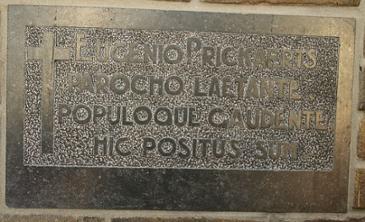 EUGENIO PRICKAERTS
PAROCHO LAETANTE
POPULOQUE GAUDENTE
HIC POSITUS SUM